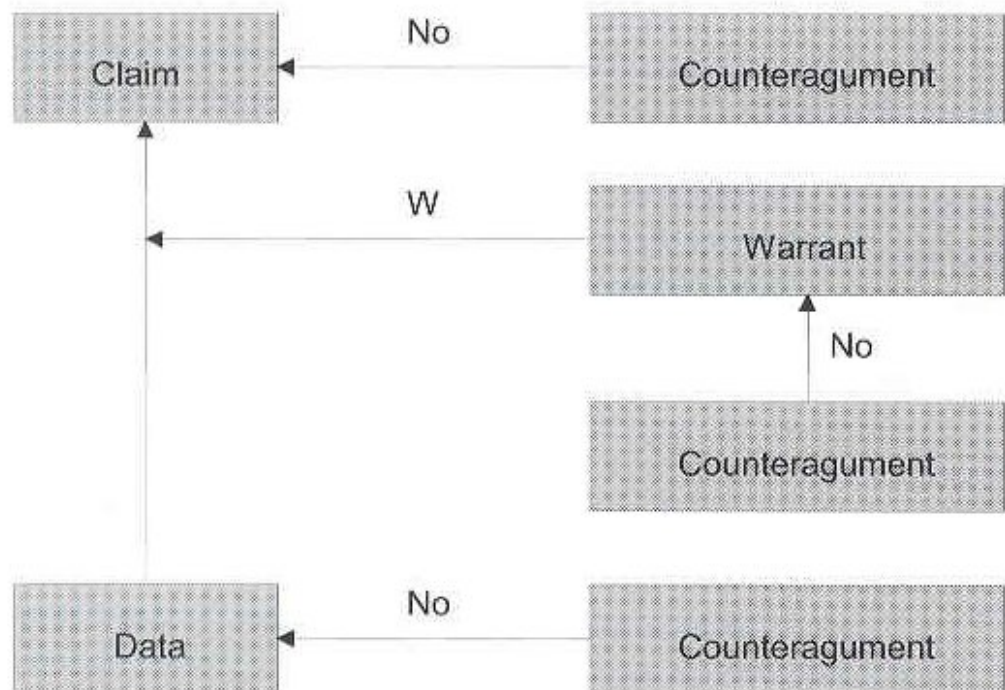 No
Claim
Counteragument
W
Warrant
No
Counteragument
No
Data
Counteragument